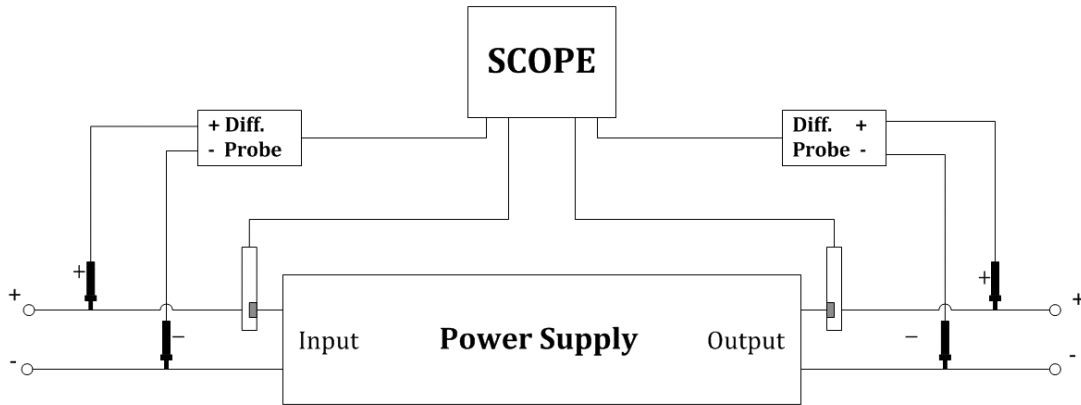 SCOPE
+ Diff.
- Probe
Diff. +
Probe -
+
+
+
+
–
–
Input
Power Supply
Output
-
-